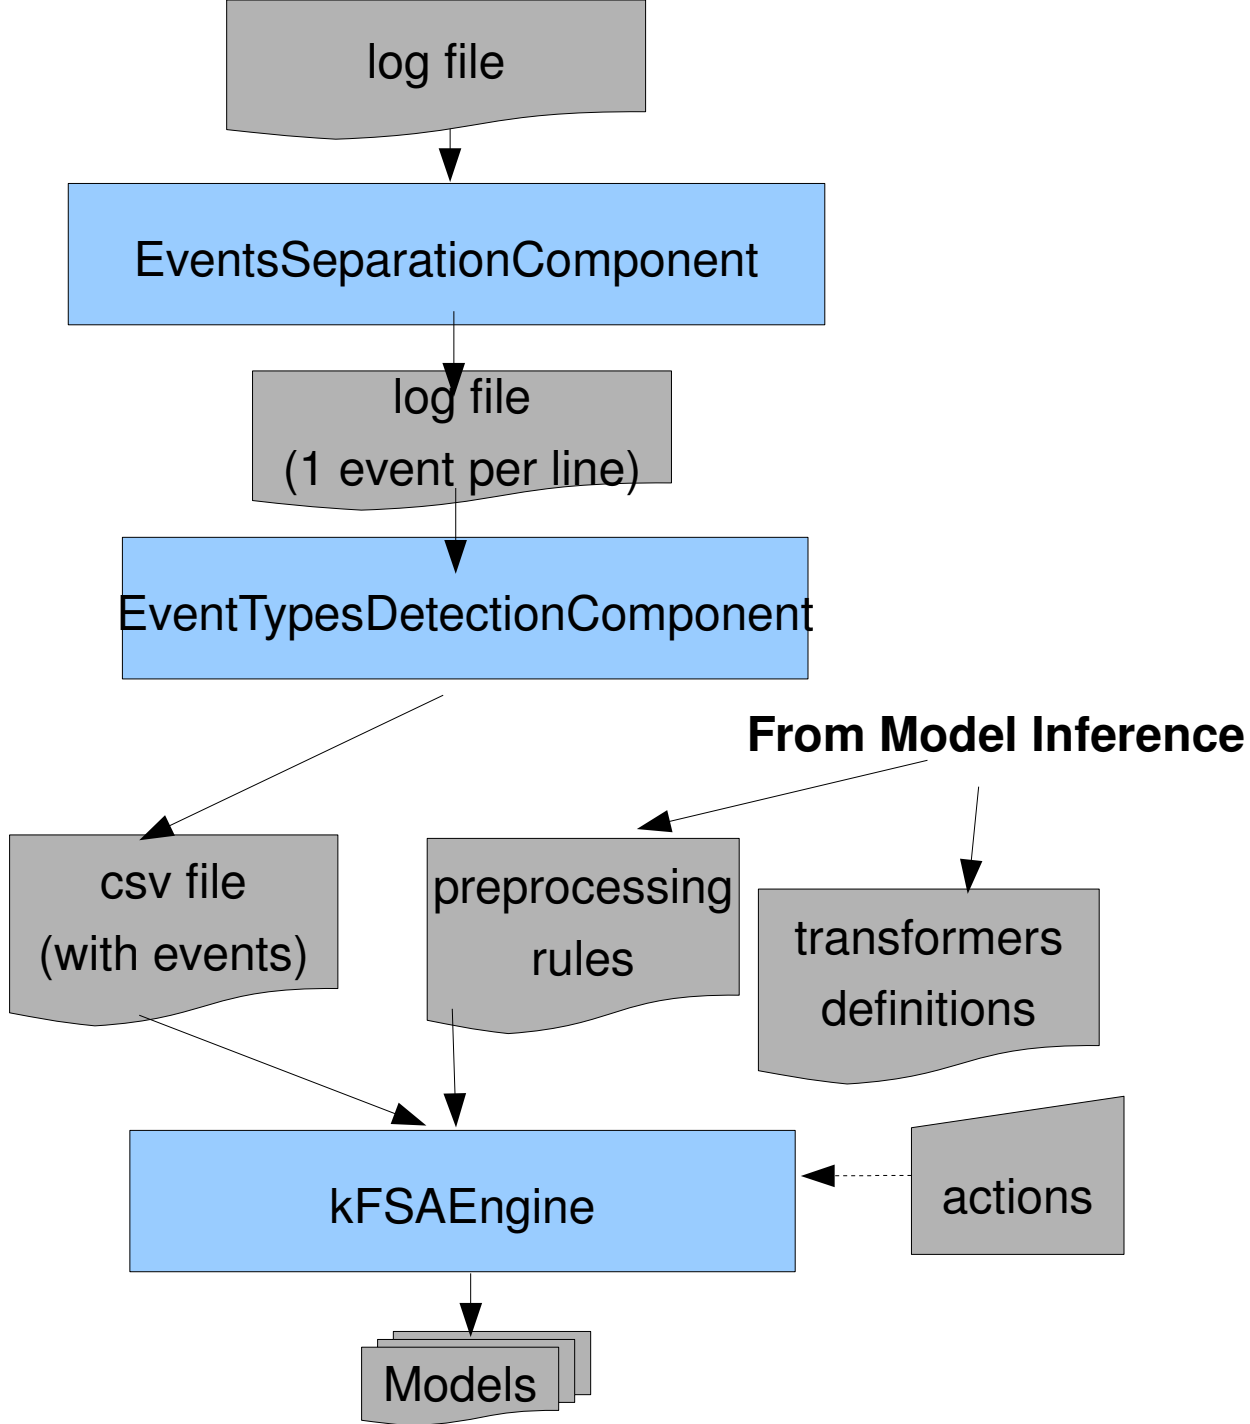 log file
EventsSeparationComponent
log file
(1 event per line)
EventTypesDetectionComponent
From Model Inference
csv file
(with events)
preprocessing
rules
transformers
definitions
kFSAEngine
actions
Models